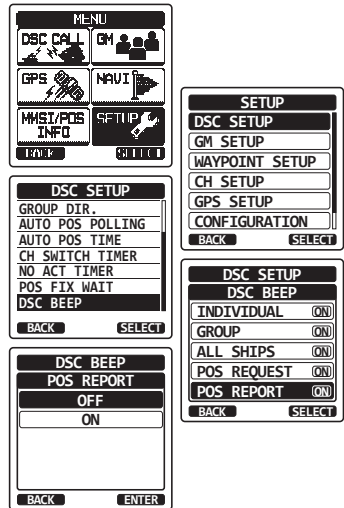 MENU
DSC CALL
GM
GPS
NAVI
MMSI/POS
INFO
SETUP
BACK
SELECT
SETUP
DSC SETUP
GM SETUP
WAYPOINT SETUP
CH SETUP
GPS SETUP
CONFIGURATION
BACK
SELECT
DSC SETUP
GROUP DIR.
AUTO POS POLLING
AUTO POS TIME
CH SWITCH TIMER
NO ACT TIMER
POS FIX WAIT
DSC BEEP
BACK
SELECT
DSC SETUP
DSC BEEP
INDIVIDUAL ON
GROUP ON
ALL SHIPS ON
POS REQUEST ON
POS REPORT ON
BACK
SELECT
DSC BEEP
POS REPORT
OFF
ON
BACK
ENTER